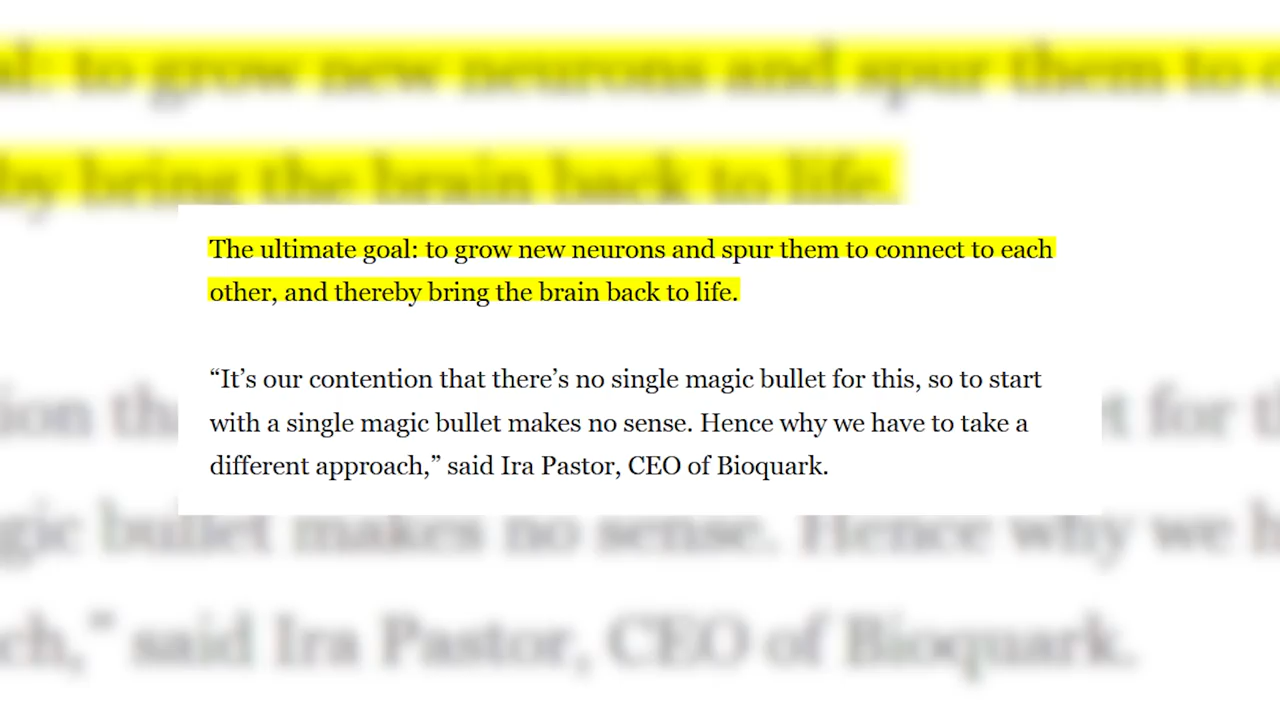 The ultimate goal: to grow new neurons and spur them to connect to each
other, and thereby bring the brain back to life.
“It’s our contention that there’s no single magic bullet for this, so to start
with a single magic bullet makes no sense. Hence why we have to take a
different approach,” said Ira Pastor, CEO of Bioquark.